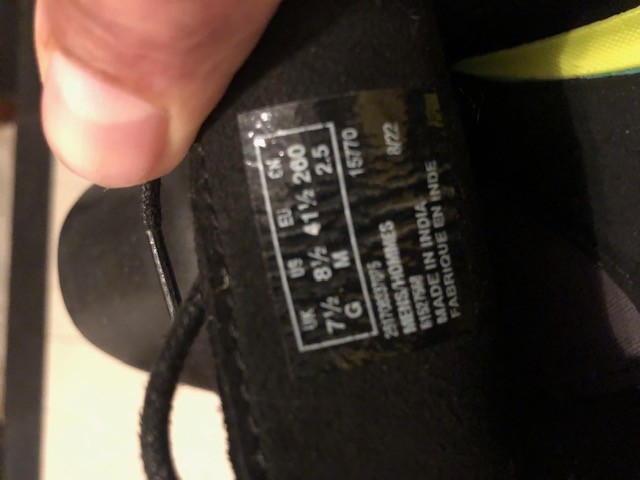 UK US EU CN
7½ 8½ 41½ 260
G M 2.5
15770
MENS/HOMMES 8/22
MADE IN INDIA
FABRIQUE EN INDE